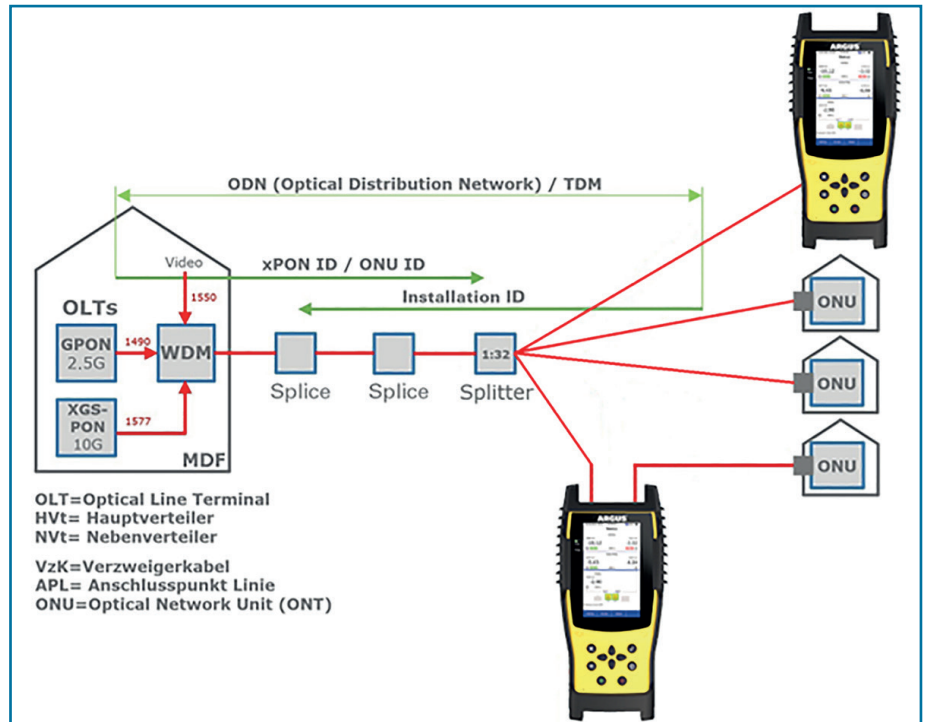 ARGUS
ODN (Optical Distribution Network) / TDM
xPON ID / ONU ID
Installation ID
Video
1550
OLTs
GPON
2.5G
1490
WDM
XGS-
PON
10G
1577
MDF
Splice
Splice
1:32
Splitter
ONU
ONU
ONU
OLT=Optical Line Terminal
HVt= Hauptverteiler
NVt= Nebenverteiler
VzK=Verzweigerkabel
APL= Anschlusspunkt Linie
ONU=Optical Network Unit (ONT)
ARGUS